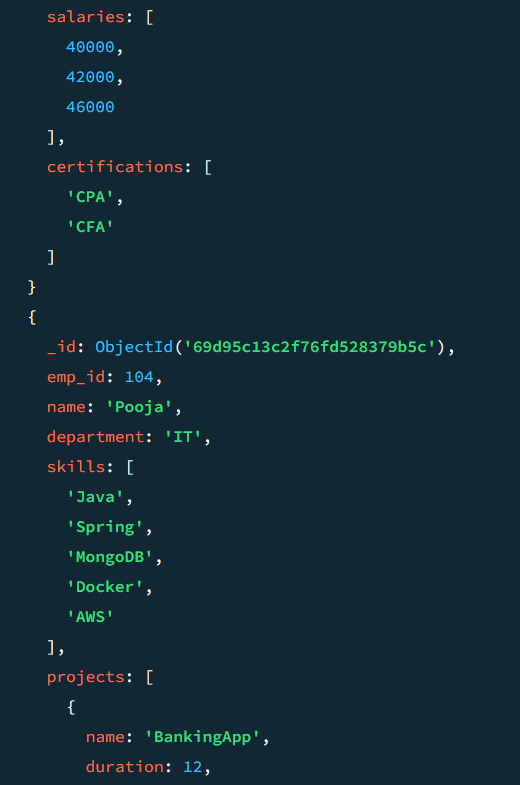 salaries: [
40000,
42000,
46000
],
certifications: [
'CPA',
'CFA'
]
}
{
_id: ObjectId('69d95c13c2f76fd528379b5c'),
emp_id: 104,
name: 'Pooja',
department: 'IT',
skills: [
'Java',
'Spring',
'MongoDB',
'Docker',
'AWS'
],
projects: [
{
name: 'BankingApp',
duration: 12,